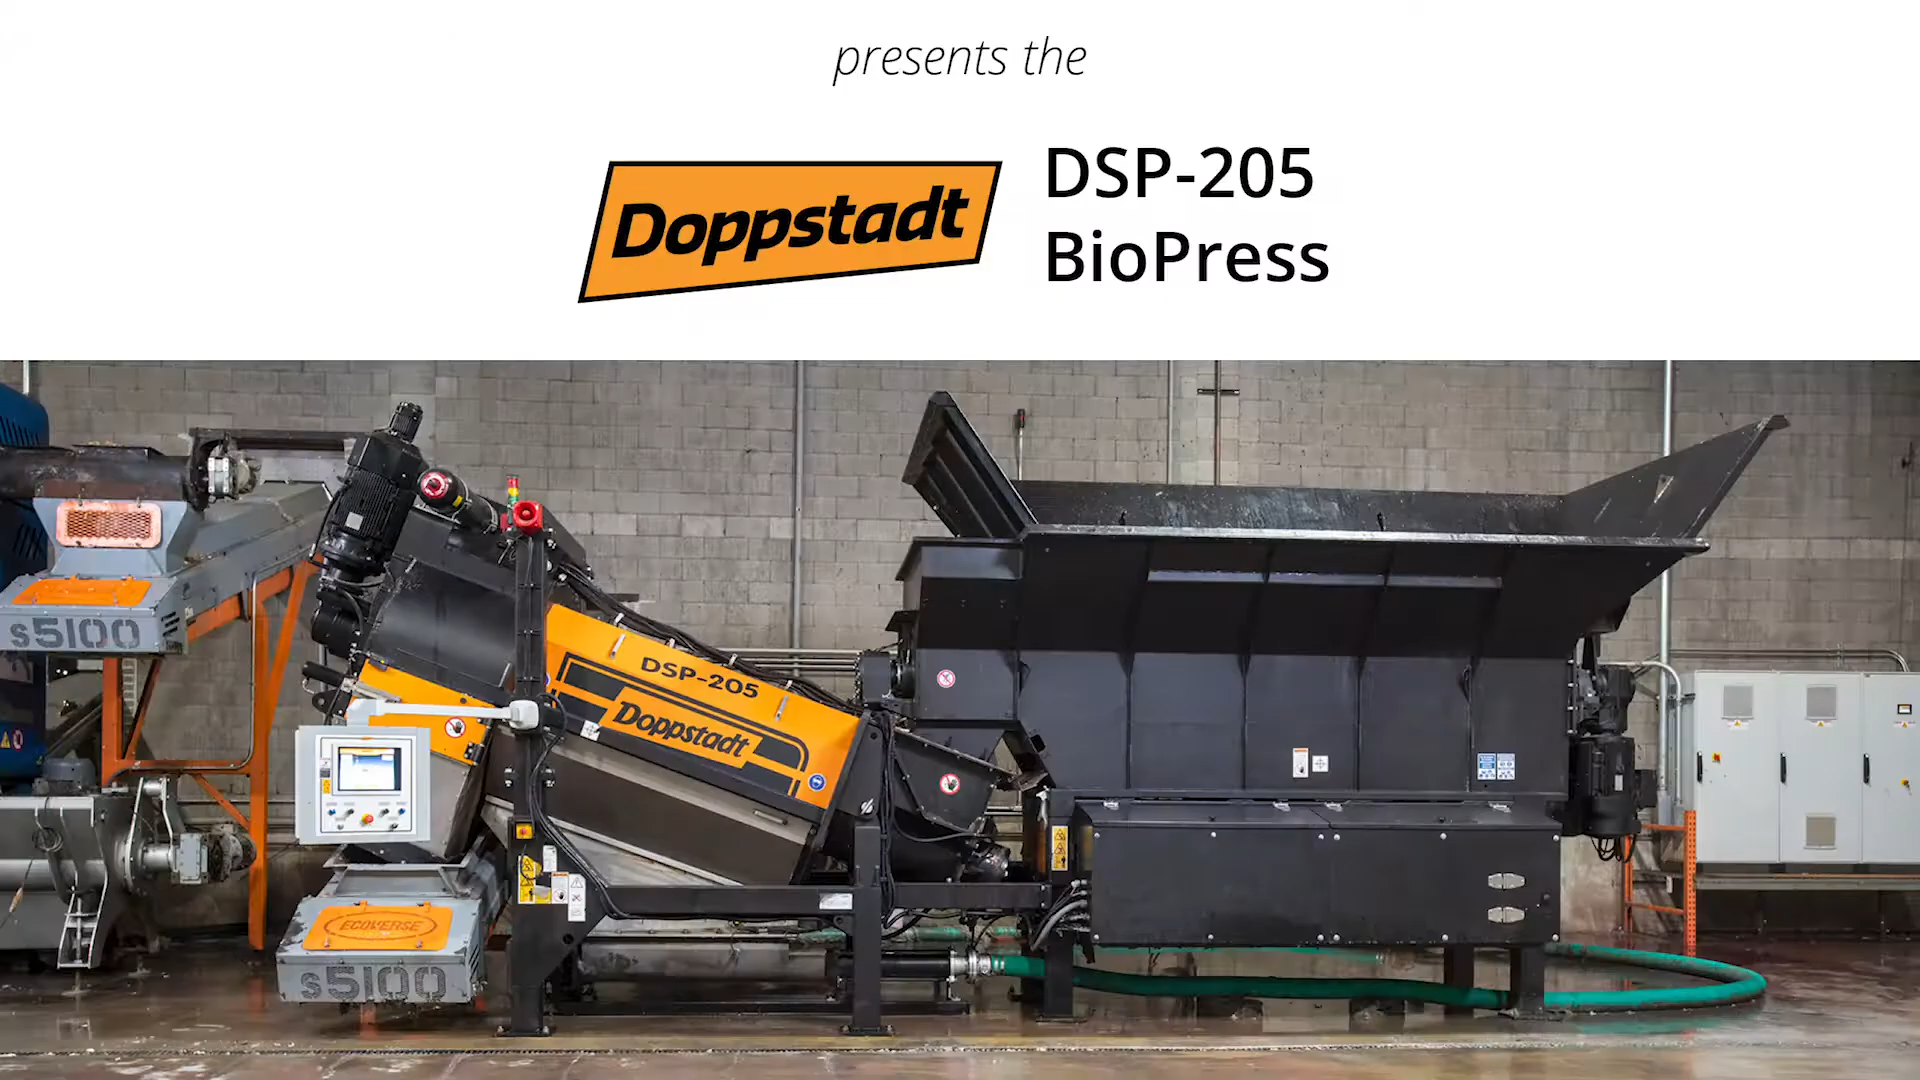 presents the
Doppstadt
DSP-205
BioPress
s5100
DSP-205
Doppstadt
ECOVERSE
s5100